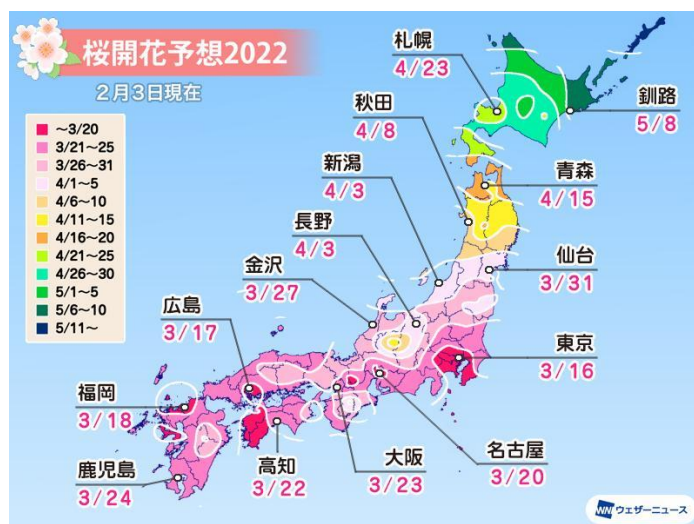 桜開花予想2022
2月3日現在
～3/20
3/21～25
3/26～31
4/1～5
4/6～10
4/11～15
4/16～20
4/21～25
4/26～30
5/1～5
5/6～10
5/11～
札幌
4/23
釧路
5/8
秋田
4/8
青森
4/15
新潟
4/3
長野
4/3
仙台
3/31
金沢
3/27
広島
3/17
東京
3/16
福岡
3/18
名古屋
3/20
大阪
3/23
高知
3/22
鹿児島
3/24
WNI ウェザーニュース